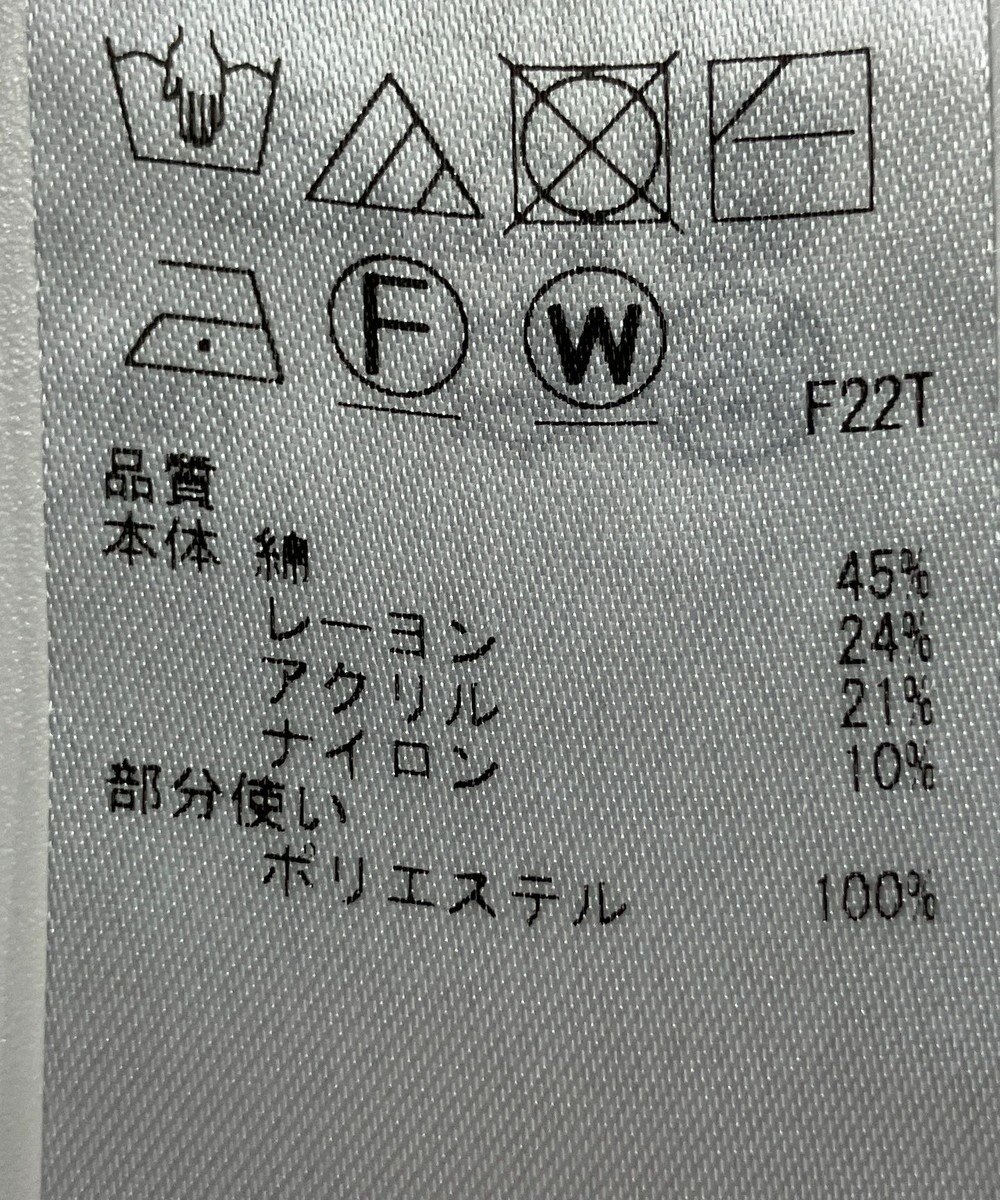 F W
F22T
品質
本体 綿 45%
レーヨン 24%
アクリル 21%
ナイロン 10%
部分使い
ポリエステル 100%